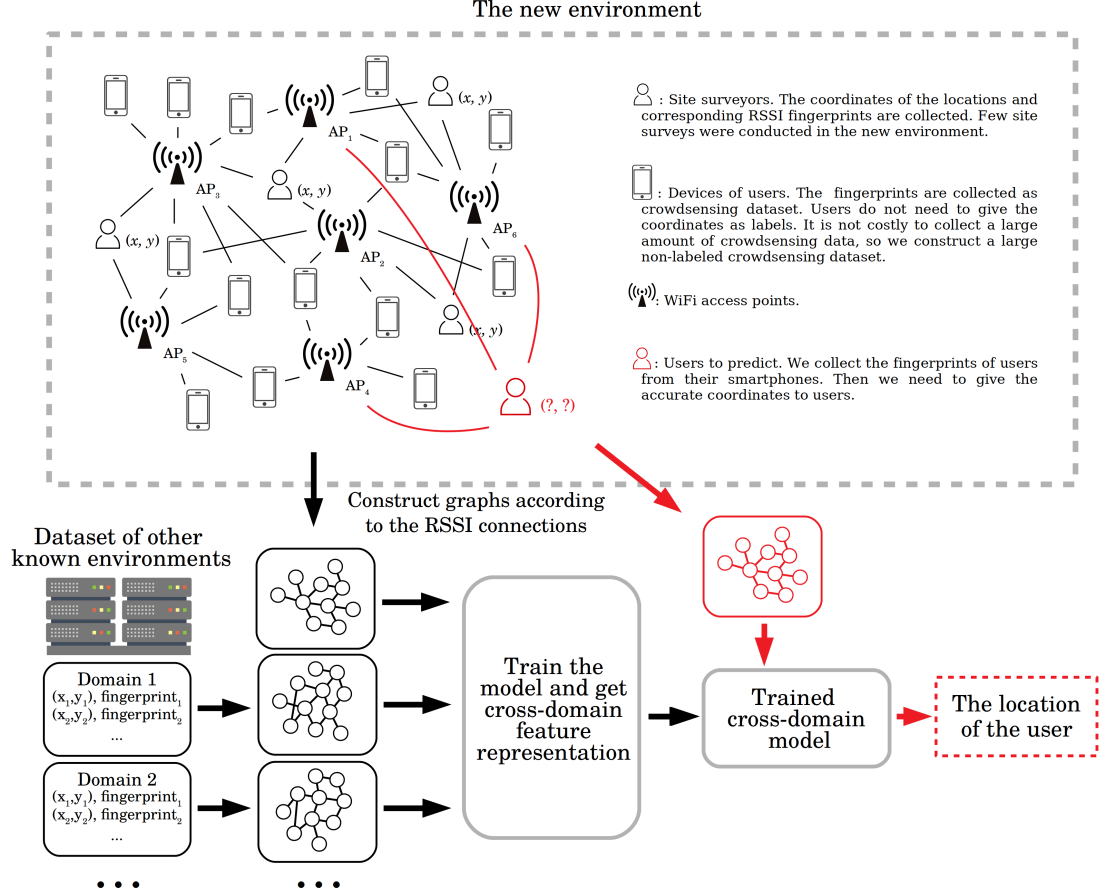 The new environment
(x, y)
AP1
(x, y)
AP3
(x, y)
AP2
AP6
(x, y)
AP5
AP4
(?, ?)
: Site surveyors. The coordinates of the locations and
corresponding RSSI fingerprints are collected. Few site
surveys were conducted in the new environment.
: Devices of users. The fingerprints are collected as
crowdsensing dataset. Users do not need to give the
coordinates as labels. It is not costly to collect a large
amount of crowdsensing data, so we construct a large
non-labeled crowdsensing dataset.
: WiFi access points.
: Users to predict. We collect the fingerprints of users
from their smartphones. Then we need to give the
accurate coordinates to users.
Construct graphs according
to the RSSI connections
Dataset of other
known environments
Domain 1
(x1,y1), fingerprint1
(x2,y2), fingerprint2
...
Domain 2
(x1,y1), fingerprint1
(x2,y2), fingerprint2
...
• • •
• • •
Train the
model and get
cross-domain
feature
representation
Trained
cross-domain
model
The location
of the user